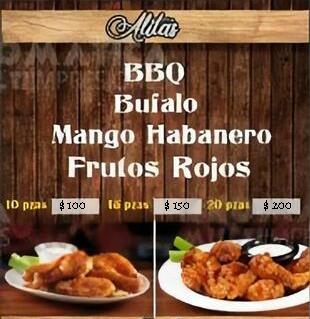 Alitas
BBQ
Bufalo
Mango Habanero
Frutos Rojos
10 pzas $100 15 pzas $150 20 pzas $200